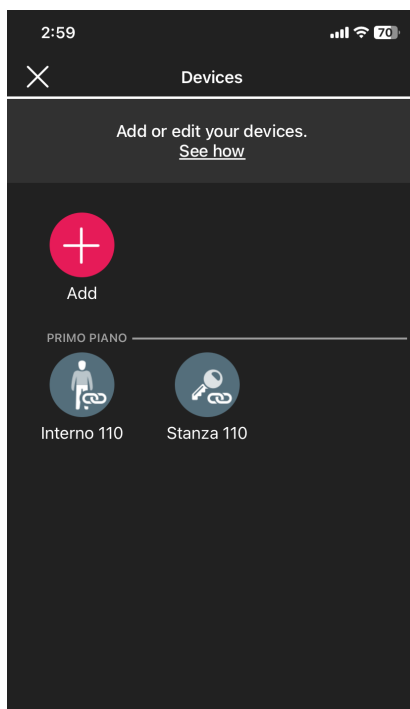 2:59
70
Devices
Add or edit your devices.
See how
Add
PRIMO PIANO
Interno 110
Stanza 110